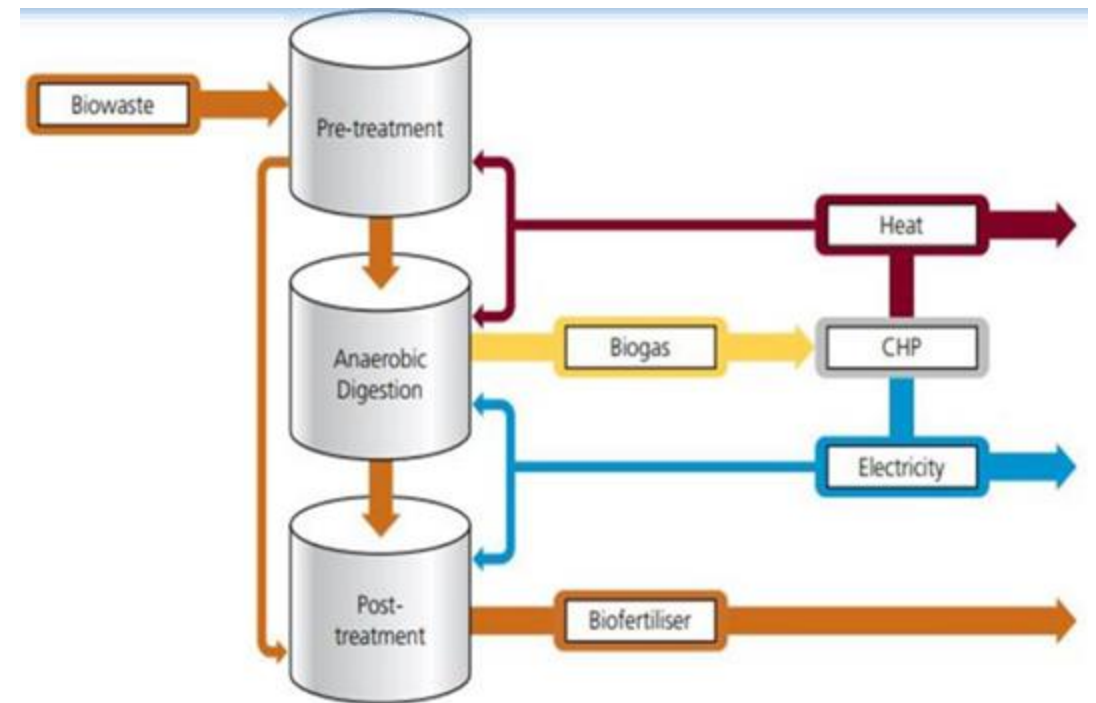 Biowaste
Pre-treatment
Heat
Anaerobic
Digestion
Biogas
CHP
Electricity
Post-
treatment
Biofertiliser